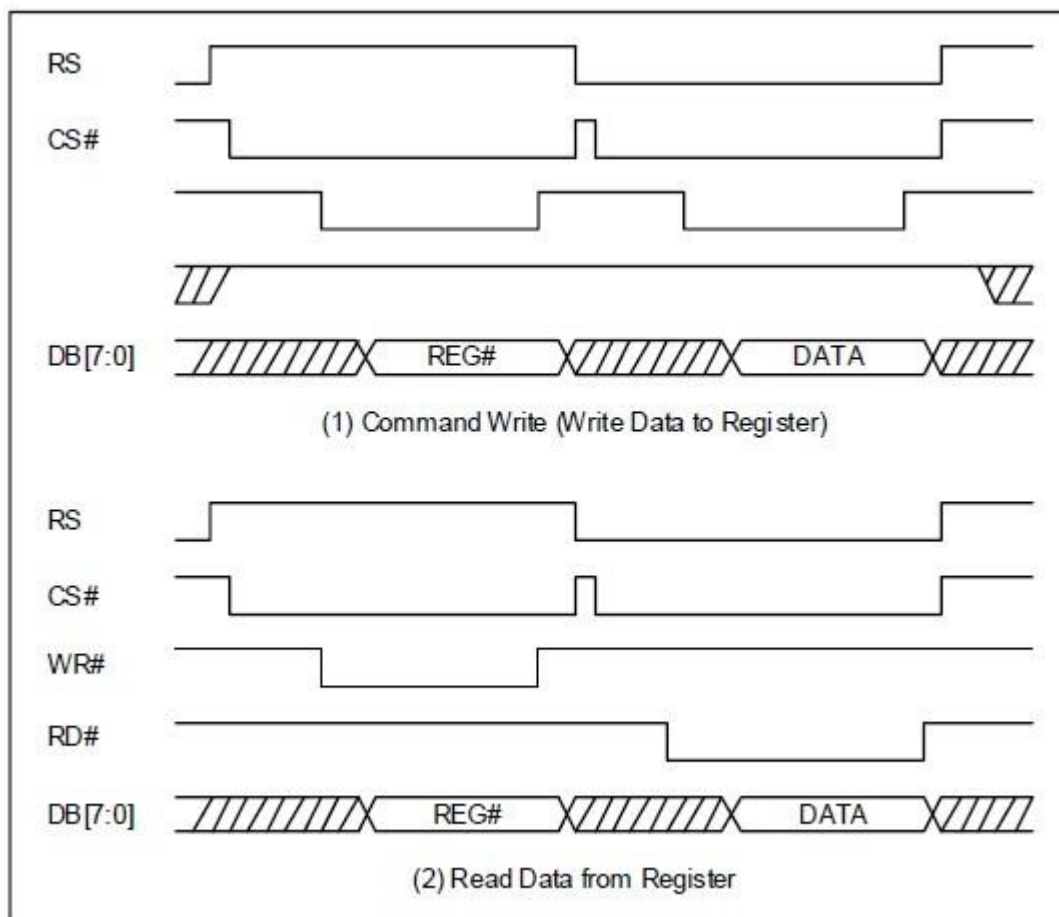 RS
CS#
DB[7:0] REG# DATA
(1) Command Write (Write Data to Register)
RS
CS#
WR#
RD#
DB[7:0] REG# DATA
(2) Read Data from Register